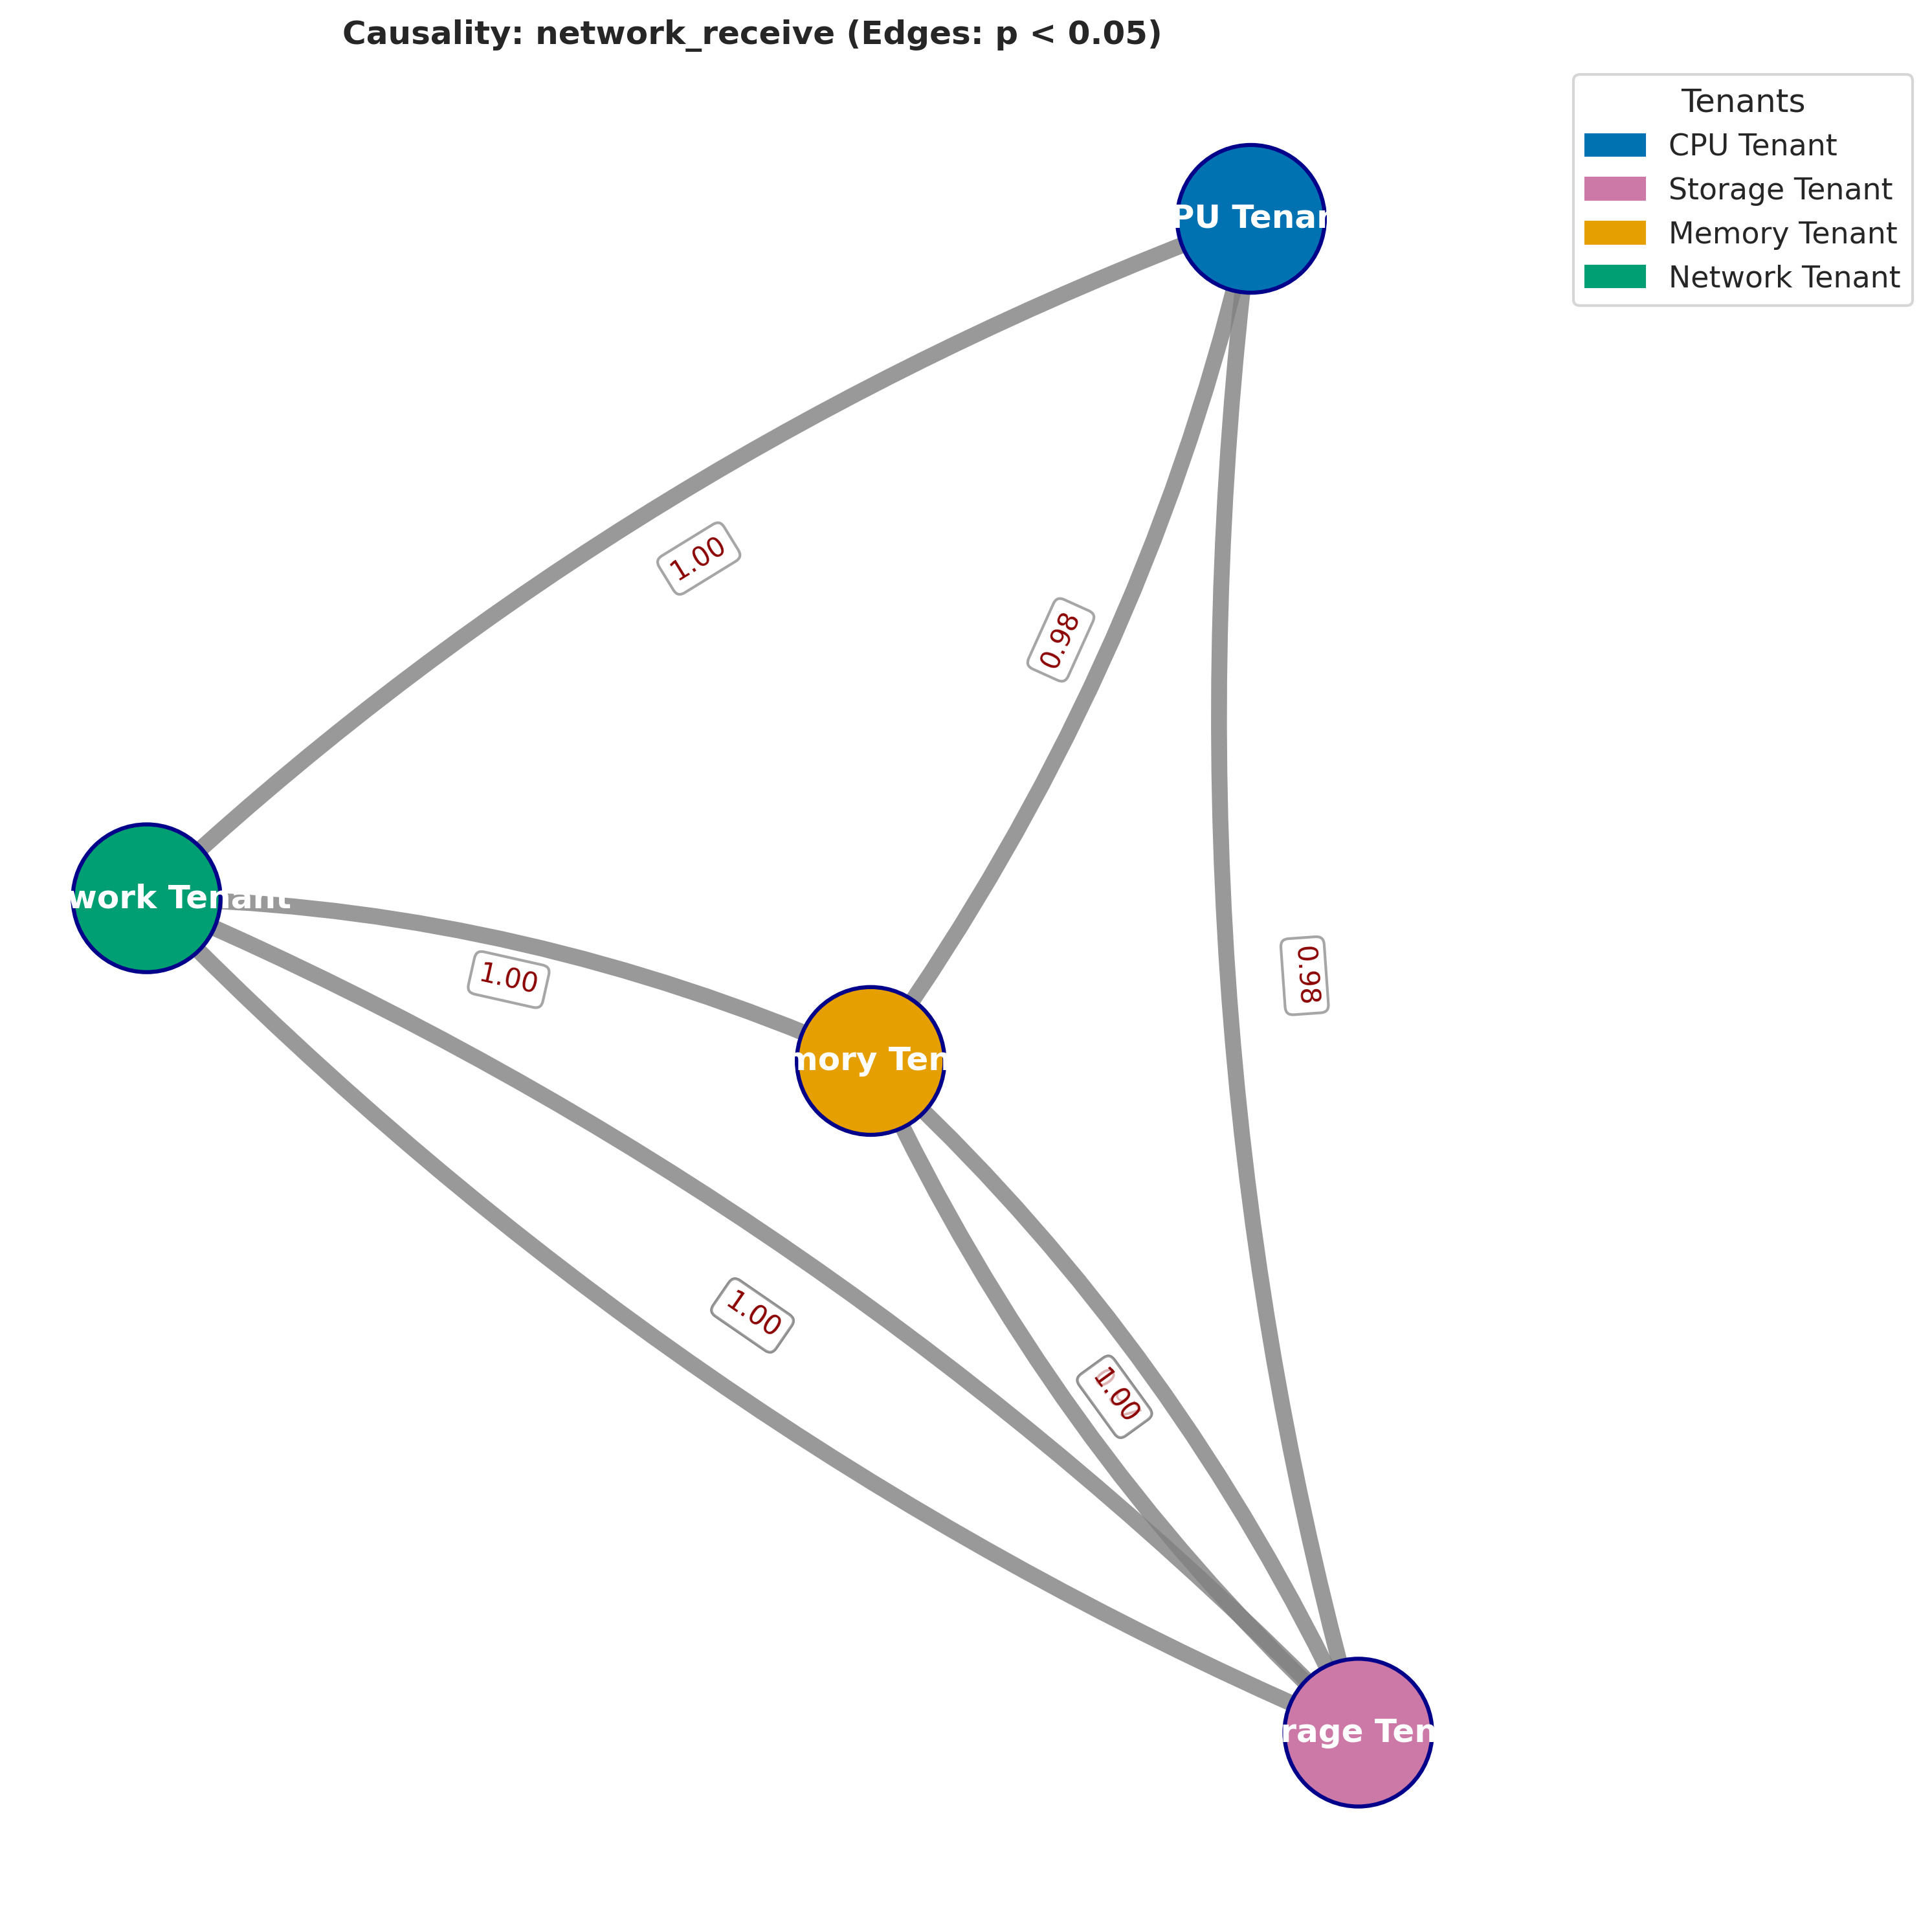 Causality: network_receive (Edges: p < 0.05)
Tenants
CPU Tenant
Storage Tenant
Memory Tenant
Network Tenant
PU Tenan
1.00
0.98
work Tenant
1.00
0.98
mory Ten
1.00
1.00
rage Ten